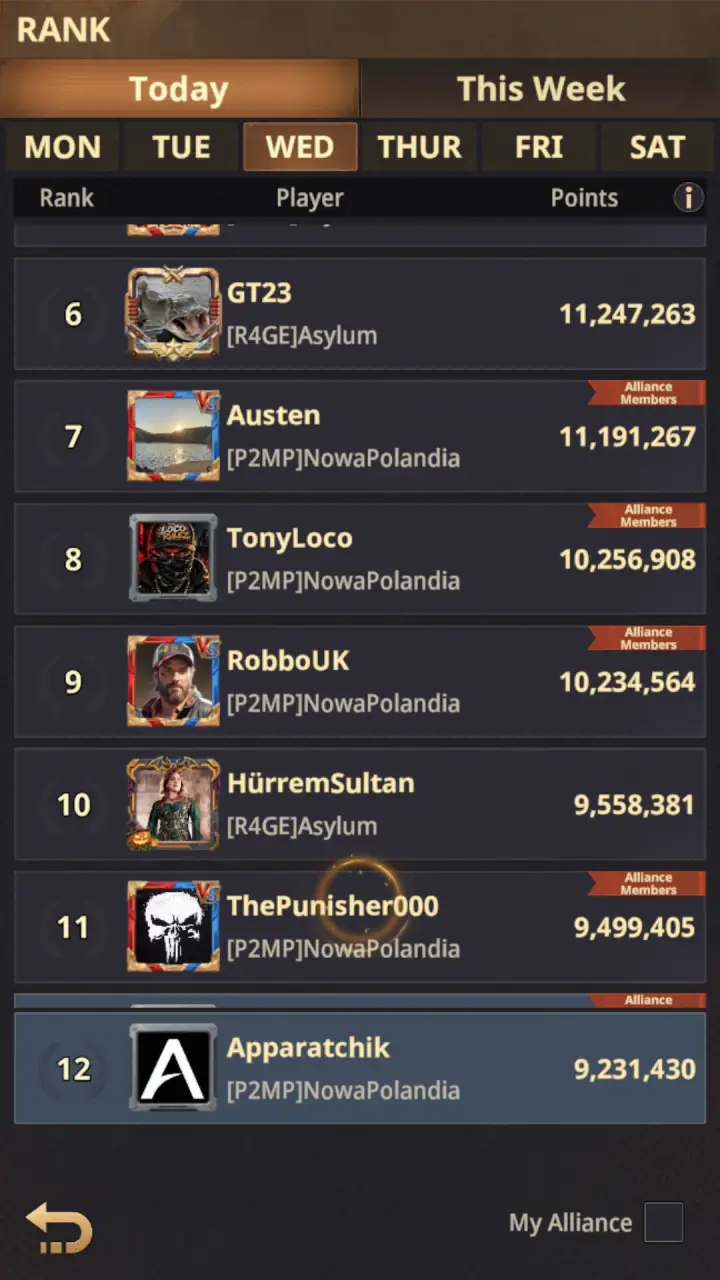 RANK
Today
This Week
MON
TUE
WED
THUR
FRI
SAT
Rank
Player
Points
6
GT23
[R4GE]Asylum
11,247,263
7
Austen
[P2MP]NowaPolandia
Alliance
Members
11,191,267
8
TonyLoco
[P2MP]NowaPolandia
Alliance
Members
10,256,908
9
RobboUK
[P2MP]NowaPolandia
Alliance
Members
10,234,564
10
HürremSultan
[R4GE]Asylum
9,558,381
11
ThePunisher000
[P2MP]NowaPolandia
Alliance
Members
9,499,405
Alliance
12
Apparatchik
[P2MP]NowaPolandia
9,231,430
My Alliance